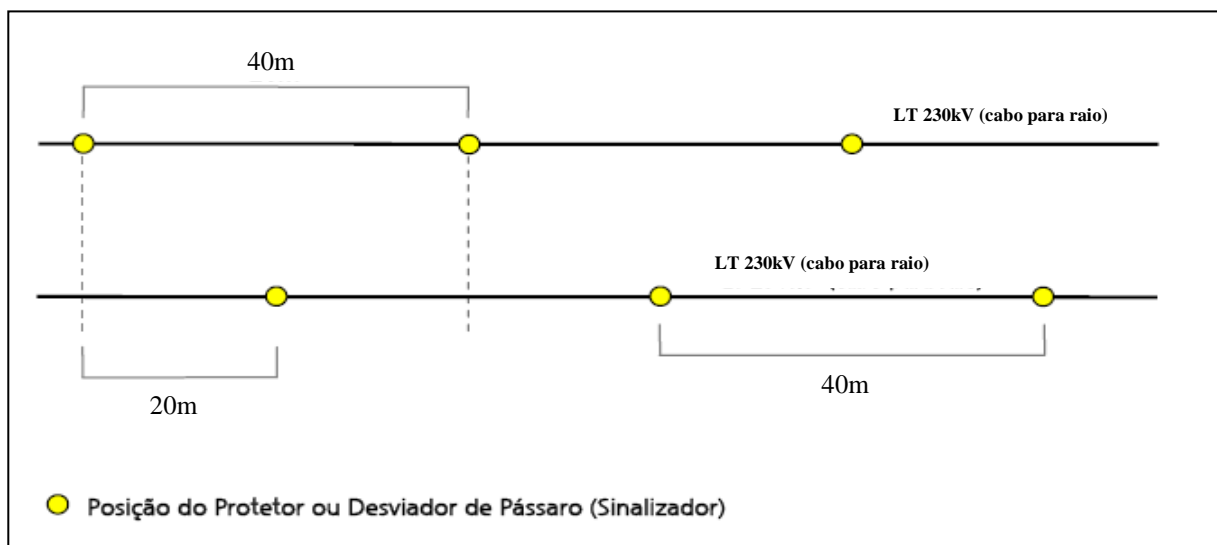 40m
LT 230kV (cabo para raio)
LT 230kV (cabo para raio)
20m
40m
Posição do Protetor ou Desviador de Pássaro (Sinalizador)